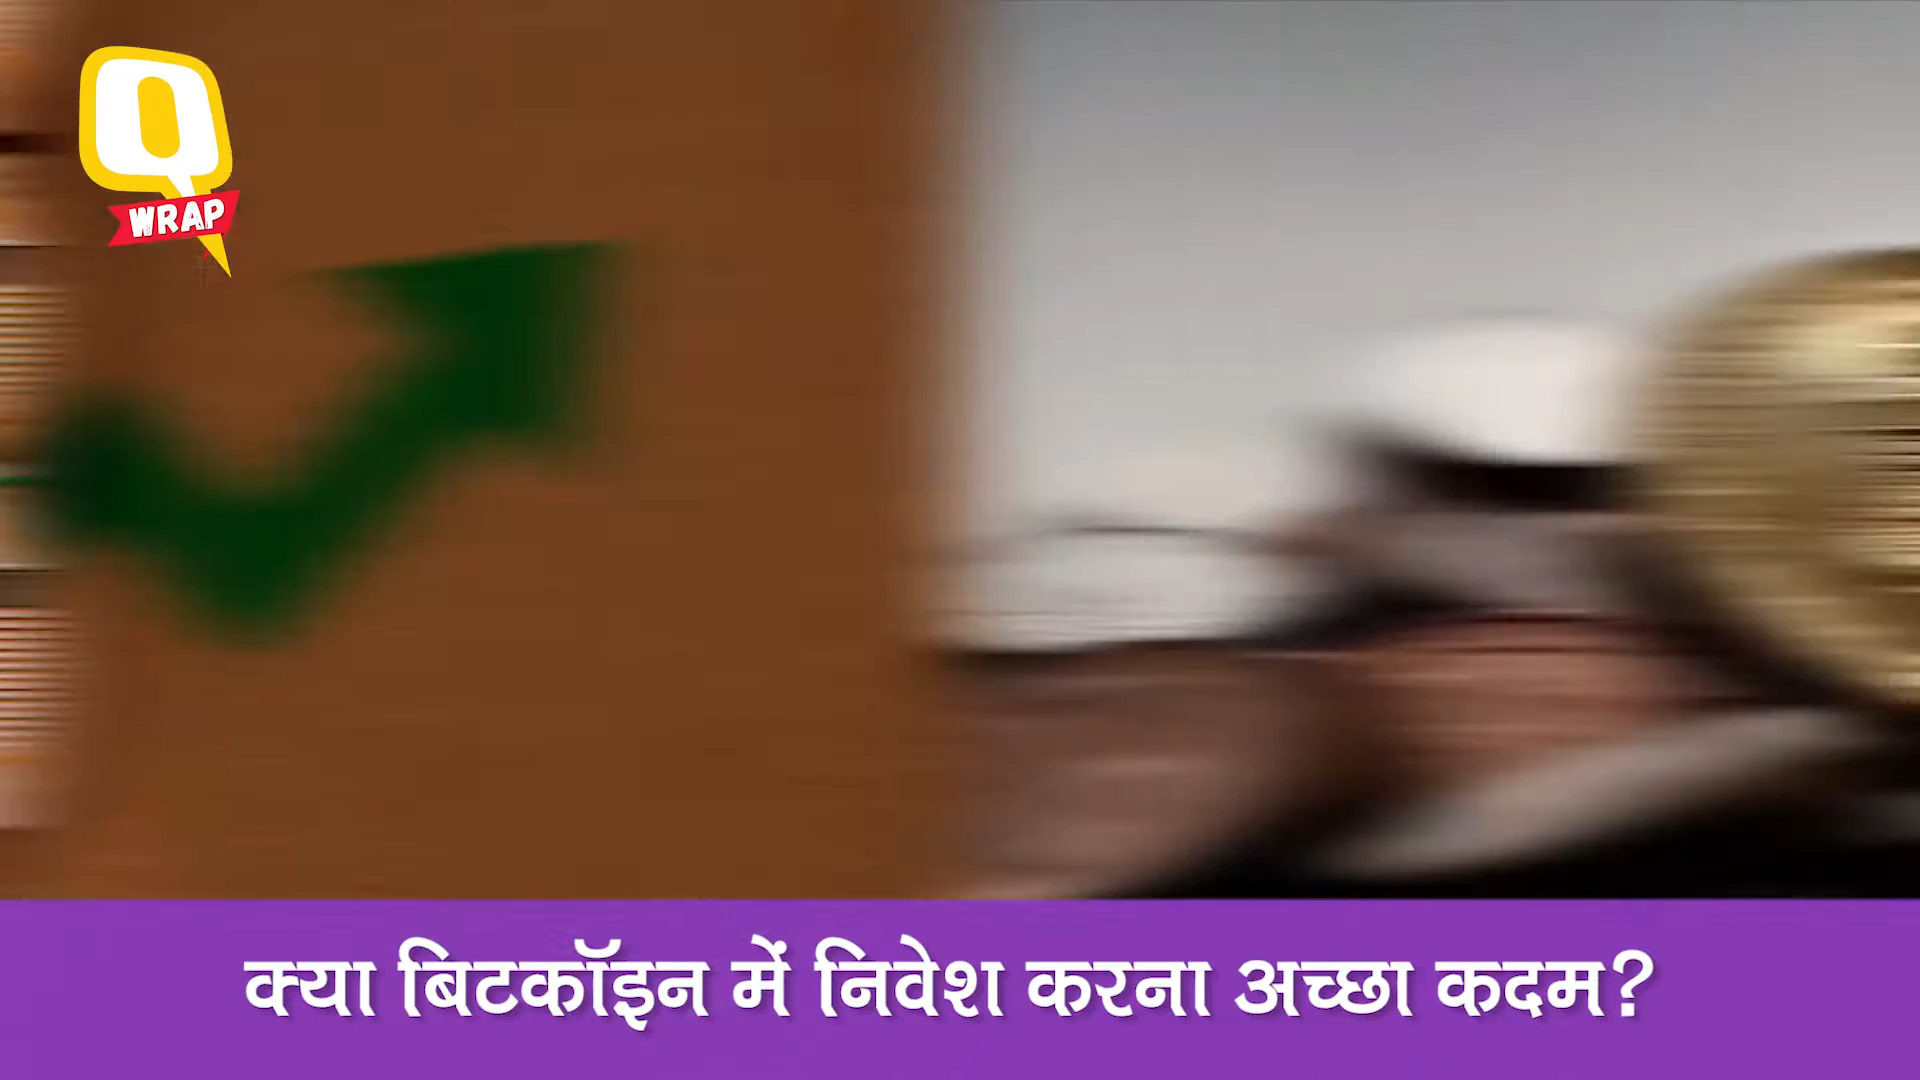 Q
WRAP
क्या बिटकॉइन में निवेश करना अच्छा कदम?